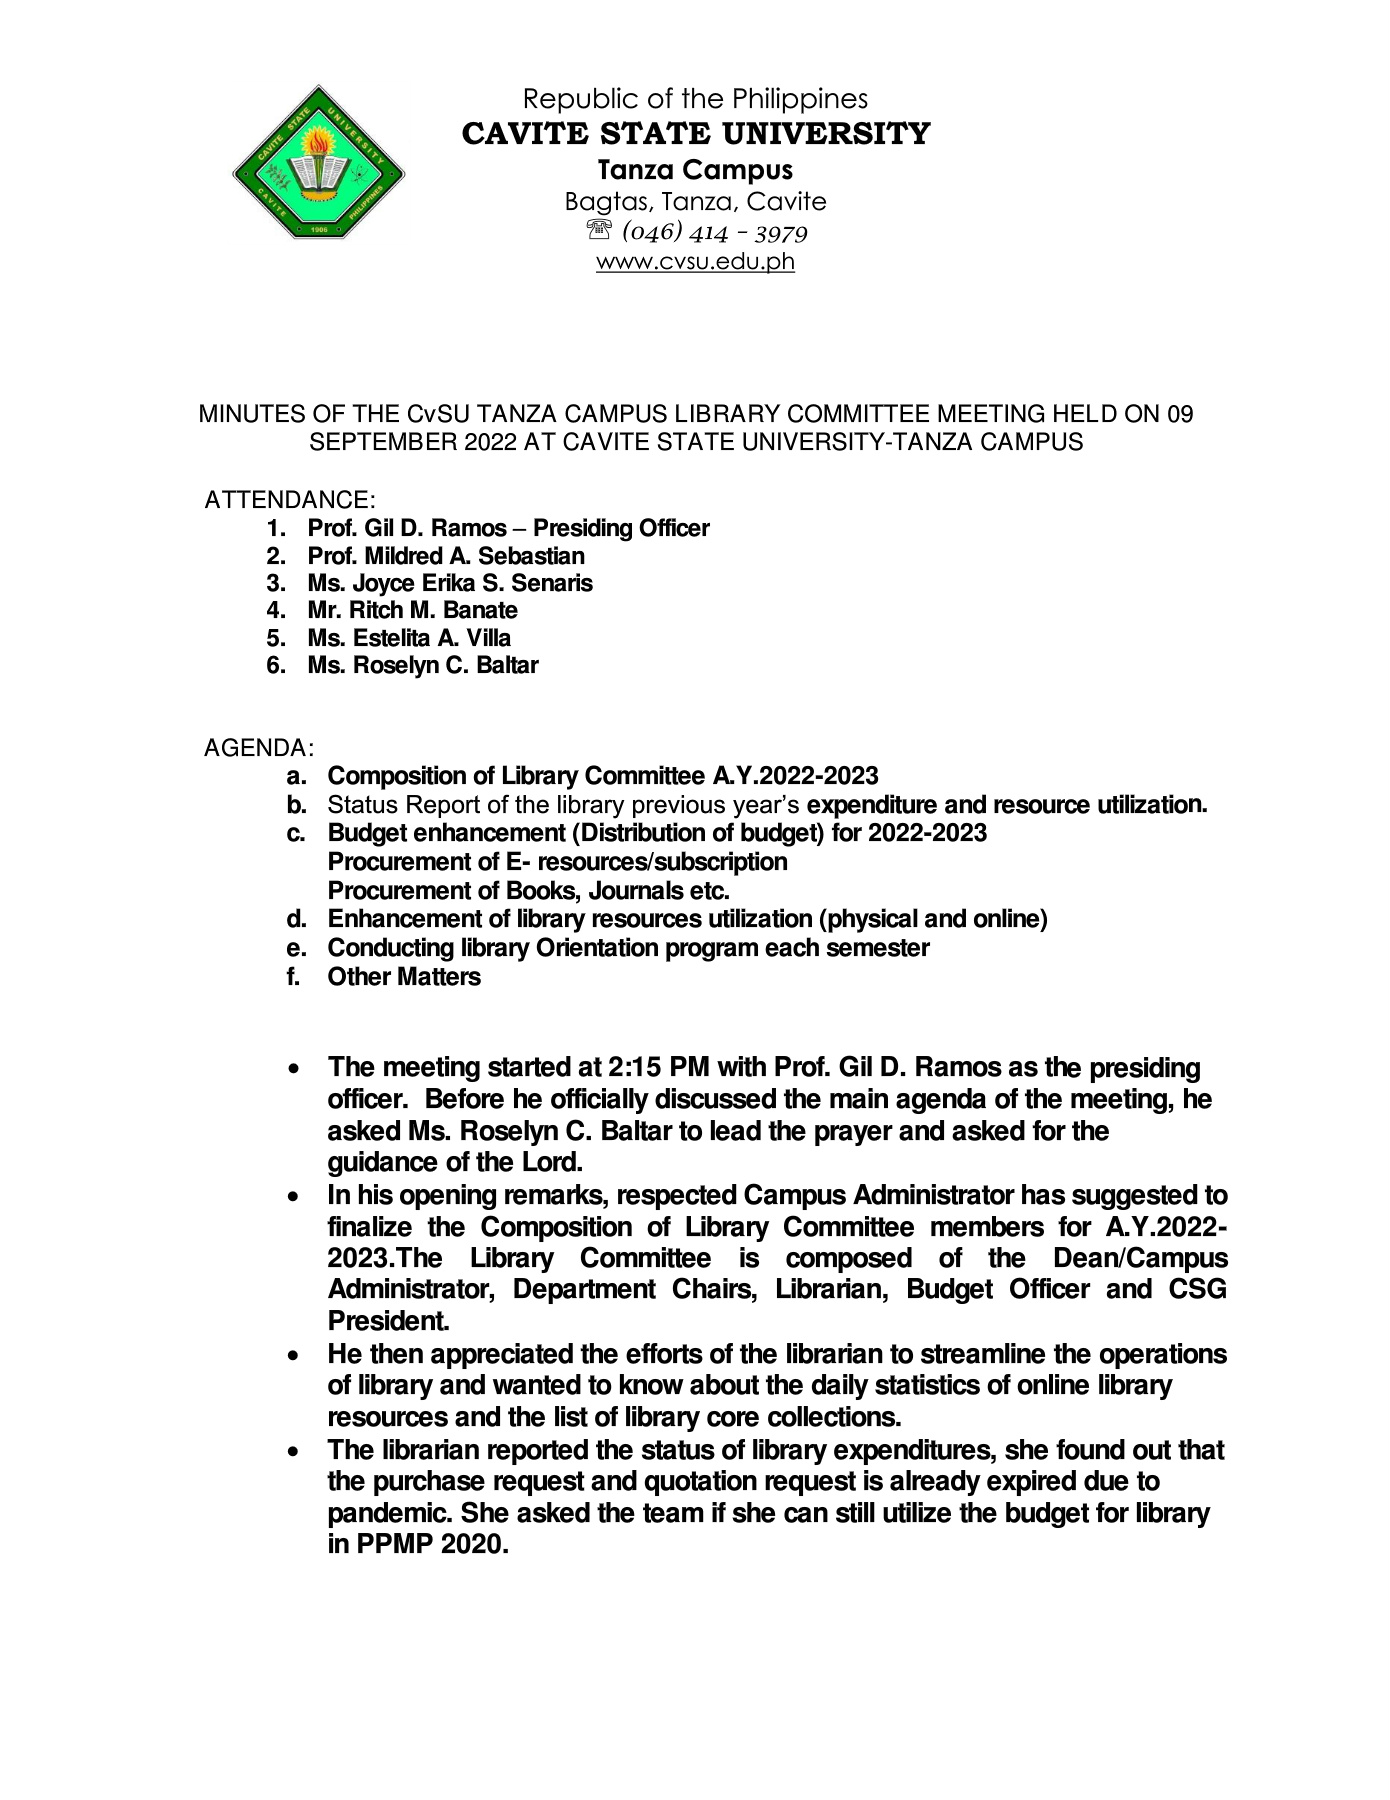 CAVITE STATE UNIVERSITY
CAVITE
PHILIPPINES
1906
Republic of the Philippines
CAVITE STATE UNIVERSITY
Tanza Campus
Bagtas, Tanza, Cavite
☏ (046) 414 – 3979
www.cvsu.edu.ph
MINUTES OF THE CvSU TANZA CAMPUS LIBRARY COMMITTEE MEETING HELD ON 09
SEPTEMBER 2022 AT CAVITE STATE UNIVERSITY-TANZA CAMPUS
ATTENDANCE:
1. Prof. Gil D. Ramos – Presiding Officer
2. Prof. Mildred A. Sebastian
3. Ms. Joyce Erika S. Senaris
4. Mr. Ritch M. Banate
5. Ms. Estelita A. Villa
6. Ms. Roselyn C. Baltar
AGENDA:
a. Composition of Library Committee A.Y.2022-2023
b. Status Report of the library previous year’s expenditure and resource utilization.
c. Budget enhancement (Distribution of budget) for 2022-2023
Procurement of E- resources/subscription
Procurement of Books, Journals etc.
d. Enhancement of library resources utilization (physical and online)
e. Conducting library Orientation program each semester
f. Other Matters
• The meeting started at 2:15 PM with Prof. Gil D. Ramos as the presiding
officer.  Before he officially discussed the main agenda of the meeting, he
asked Ms. Roselyn C. Baltar to lead the prayer and asked for the
guidance of the Lord.
• In his opening remarks, respected Campus Administrator has suggested to
finalize the Composition of Library Committee members for A.Y.2022-
2023.The Library Committee is composed of the Dean/Campus
Administrator, Department Chairs, Librarian, Budget Officer and CSG
President.
• He then appreciated the efforts of the librarian to streamline the operations
of library and wanted to know about the daily statistics of online library
resources and the list of library core collections.
• The librarian reported the status of library expenditures, she found out that
the purchase request and quotation request is already expired due to
pandemic. She asked the team if she can still utilize the budget for library
in PPMP 2020.